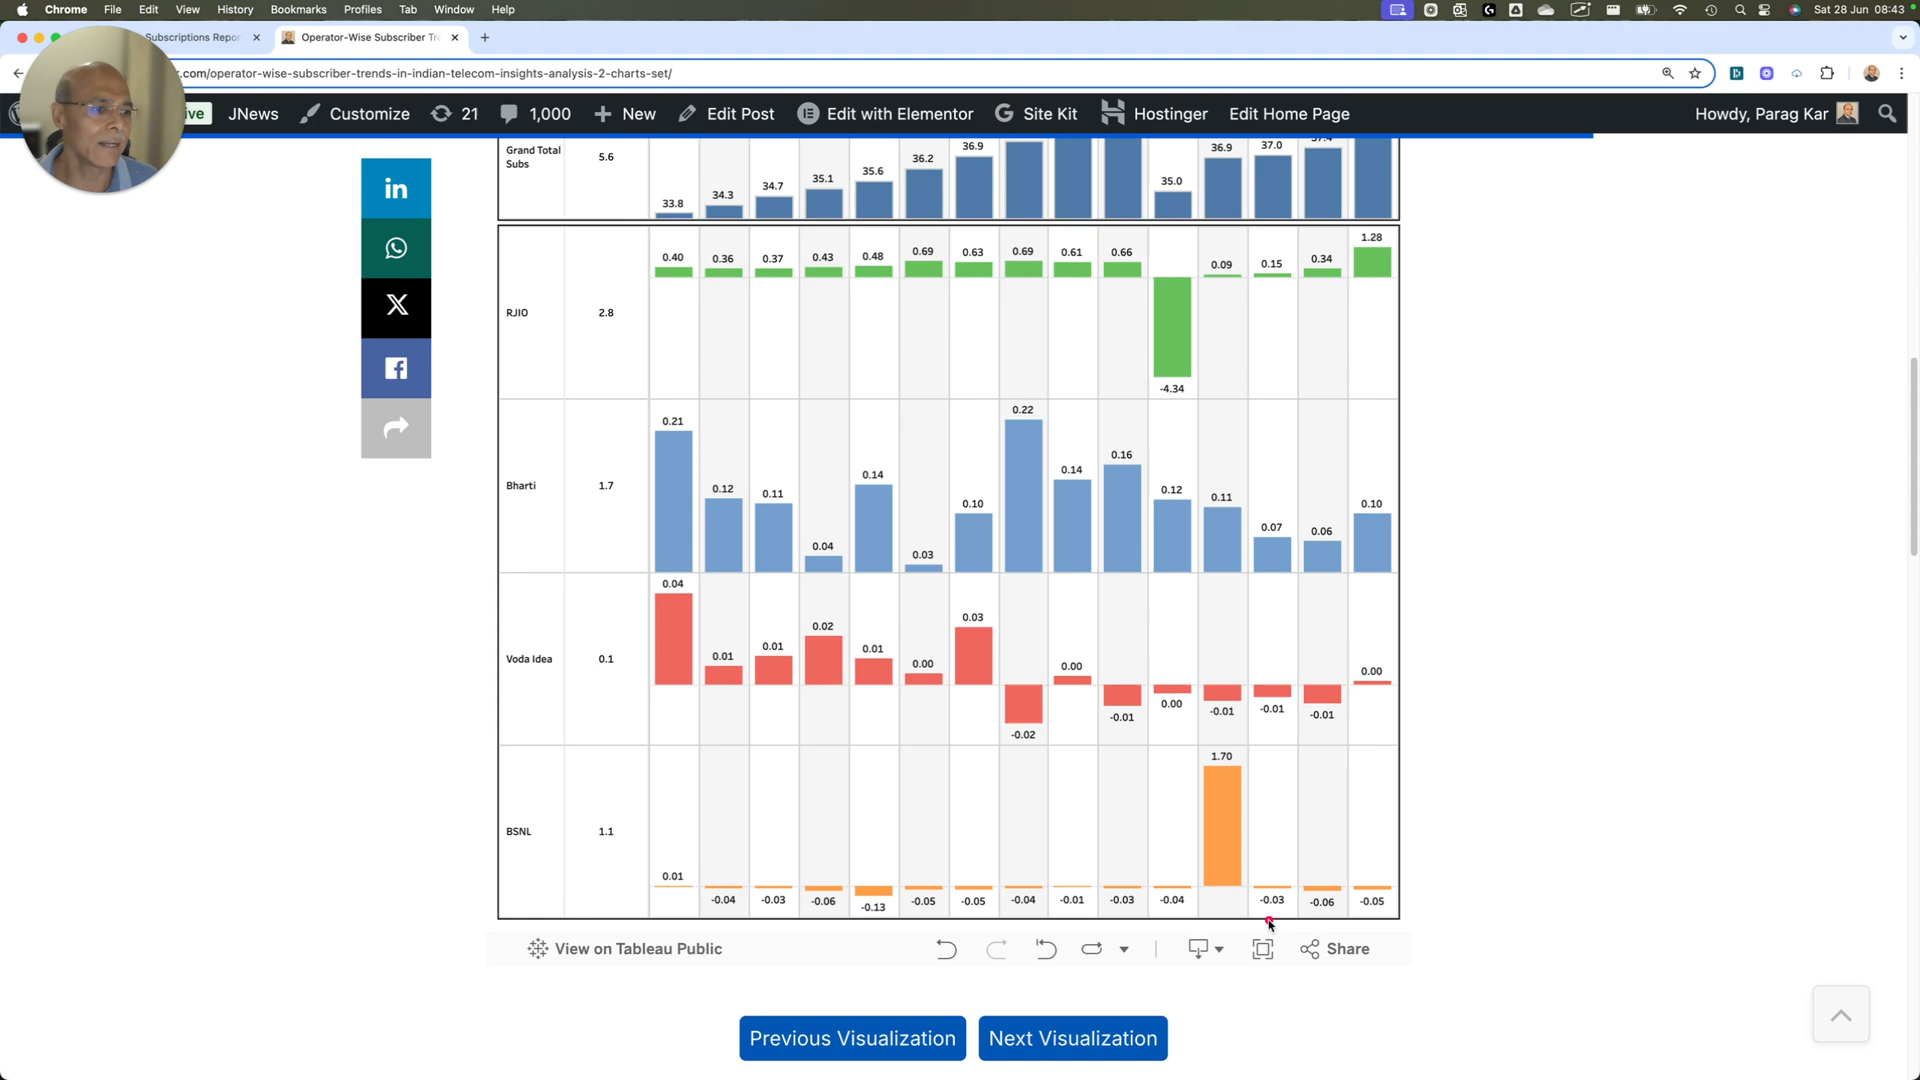 Chrome File Edit View History Bookmarks Profiles Tab Window Help Sat 28 Jun 08:43
Subscriptions Repor Operator-Wise Subscriber Tr
.com/operator-wise-subscriber-trends-in-indian-telecom-insights-analysis-2-charts-set/
ive JNews Customize 21 1,000 New Edit Post Edit with Elementor Site Kit Hostinger Edit Home Page Howdy, Parag Kar
Grand Total
Subs
5.6
33.8 34.3 34.7 35.1 35.6 36.2 36.9 35.0 36.9 37.0
RJIO 2.8
0.40 0.36 0.37 0.43 0.48 0.69 0.63 0.69 0.61 0.66 -4.34 0.09 0.15 0.34 1.28
Bharti 1.7
0.21 0.12 0.11 0.04 0.14 0.03 0.10 0.22 0.14 0.16 0.12 0.11 0.07 0.06 0.10
Voda Idea 0.1
0.04 0.01 0.01 0.02 0.01 0.00 0.03 -0.02 0.00 -0.01 0.00 -0.01 -0.01 -0.01 0.00
BSNL 1.1
0.01 -0.04 -0.03 -0.06 -0.13 -0.05 -0.05 -0.04 -0.01 -0.03 -0.04 1.70 -0.03 -0.06 -0.05
View on Tableau Public Share
Previous Visualization Next Visualization